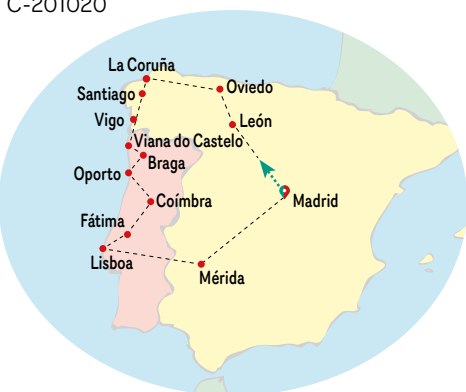 C-201020
La Coruña
Oviedo
Santiago
León
Vigo
Viana do Castelo
Braga
Oporto
Madrid
Coímbra
Fátima
Lisboa
Mérida